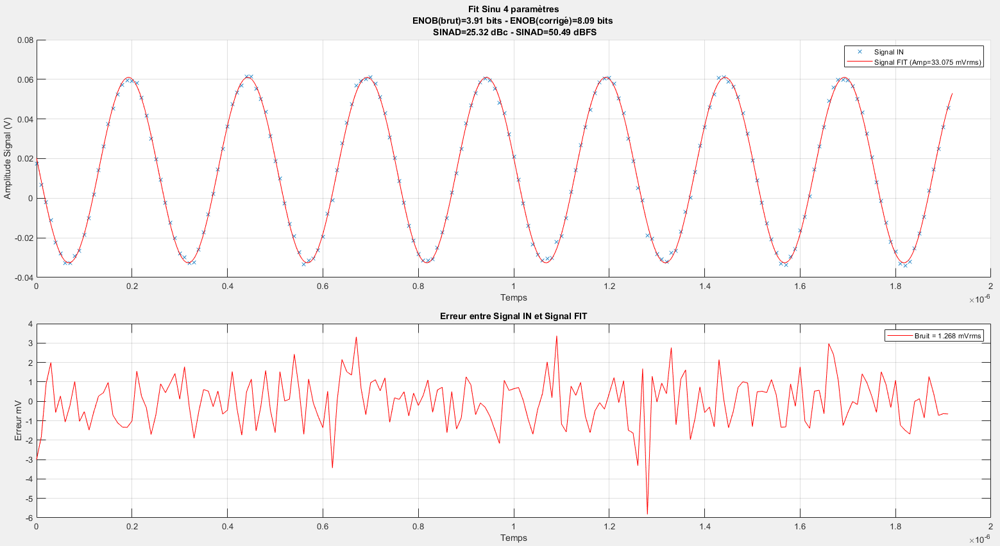 Fit Sinu 4 paramètres
ENOB(brut)=3.91 bits - ENOB(corrigé)=8.09 bits
SINAD=25.32 dBc - SINAD=50.49 dBFS
Signal IN
Signal FIT (Amp=33.075 mVrms)
Amplitude Signal (V)
0.08
0.06
0.04
0.02
0
-0.02
-0.04
0 0.2 0.4 0.6 0.8 1 1.2 1.4 1.6 1.8 2
Temps
×10-6
Erreur entre Signal IN et Signal FIT
Bruit = 1.268 mVrms
Erreur mV
4
3
2
1
0
-1
-2
-3
-4
-5
-6
0 0.2 0.4 0.6 0.8 1 1.2 1.4 1.6 1.8 2
Temps
×10-6